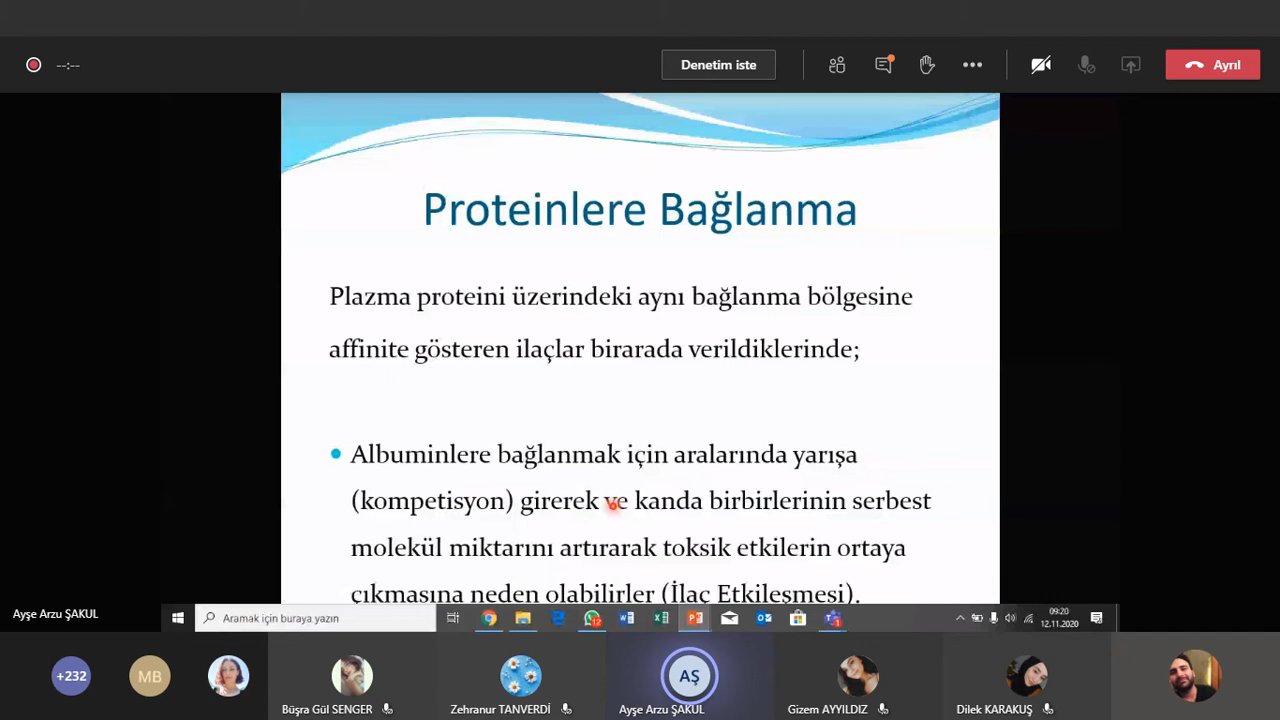 --:--
Denetim iste
Ayrıl
Proteinlere Bağlanma
Plazma proteini üzerindeki aynı bağlanma bölgesine
affinite gösteren ilaçlar birarada verildiklerinde;
Albuminlere bağlanmak için aralarında yarışa
(kompetisyon) girerek ve kanda birbirlerinin serbest
molekül miktarını artırarak toksik etkilerin ortaya
çıkmasına neden olabilirler (İlaç Etkileşmesi).
Ayşe Arzu ŞAKUL
Aramak için buraya yazın
12
09:20
12.11.2020
+232
MB
Büşra Gül SENGER
Zehranur TANVERDİ
AŞ
Ayşe Arzu ŞAKUL
Gizem AYYILDIZ
Dilek KARAKUŞ